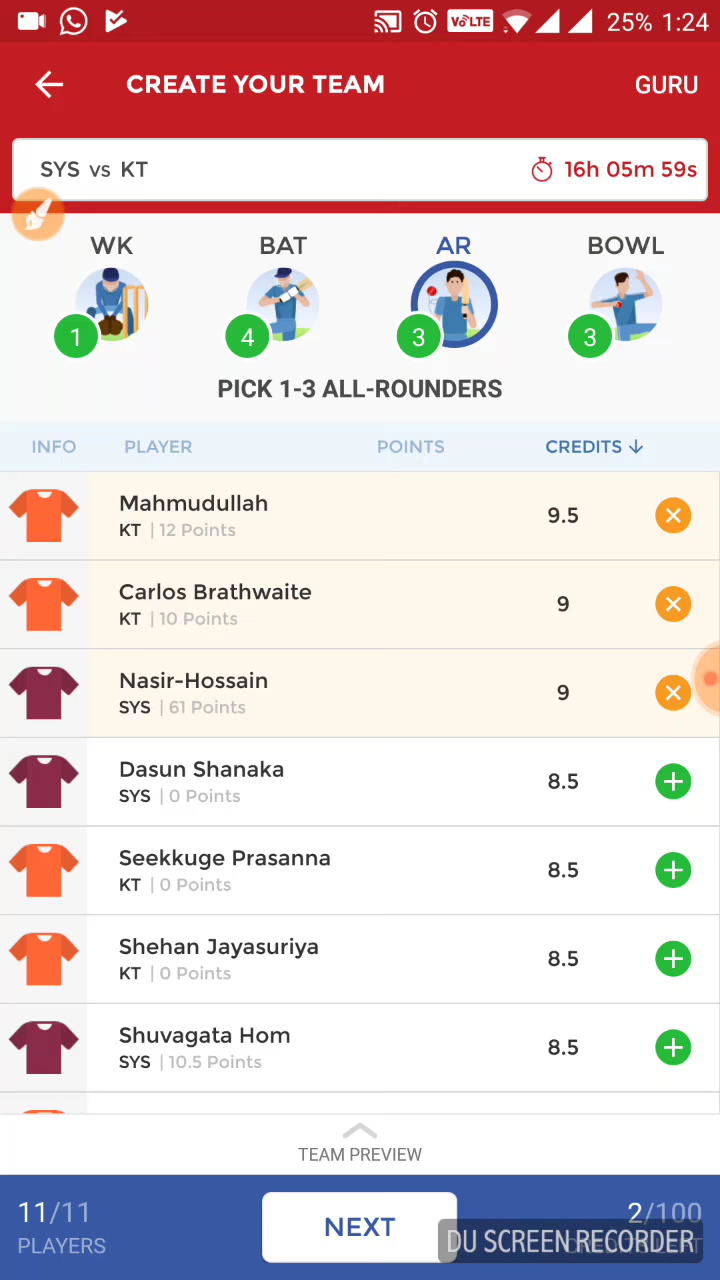 VoLTE 25% 1:24
CREATE YOUR TEAM GURU
SYS vs KT 16h 05m 59s
WK BAT AR BOWL
1 4 3 3
PICK 1-3 ALL-ROUNDERS
INFO PLAYER POINTS CREDITS ↓
Mahmudullah
KT | 12 Points 9.5
Carlos Brathwaite
KT | 10 Points 9
Nasir-Hossain
SYS | 61 Points 9
Dasun Shanaka
SYS | 0 Points 8.5
Seekkuge Prasanna
KT | 0 Points 8.5
Shehan Jayasuriya
KT | 0 Points 8.5
Shuvagata Hom
SYS | 10.5 Points 8.5
TEAM PREVIEW
11/11 NEXT 2/100
PLAYERS
DU SCREEN RECORDER